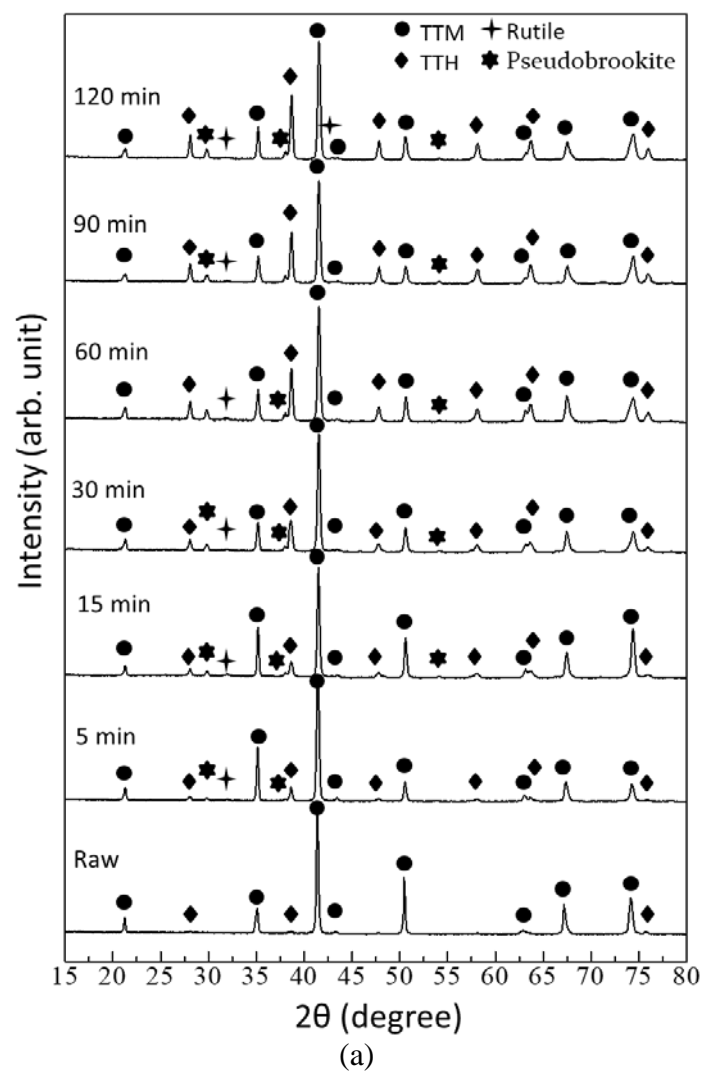 TTM Rutile
TTH Pseudobrookite
120 min
90 min
60 min
30 min
15 min
5 min
Raw
Intensity (arb. unit)
15 20 25 30 35 40 45 50 55 60 65 70 75 80
2θ (degree)
(a)